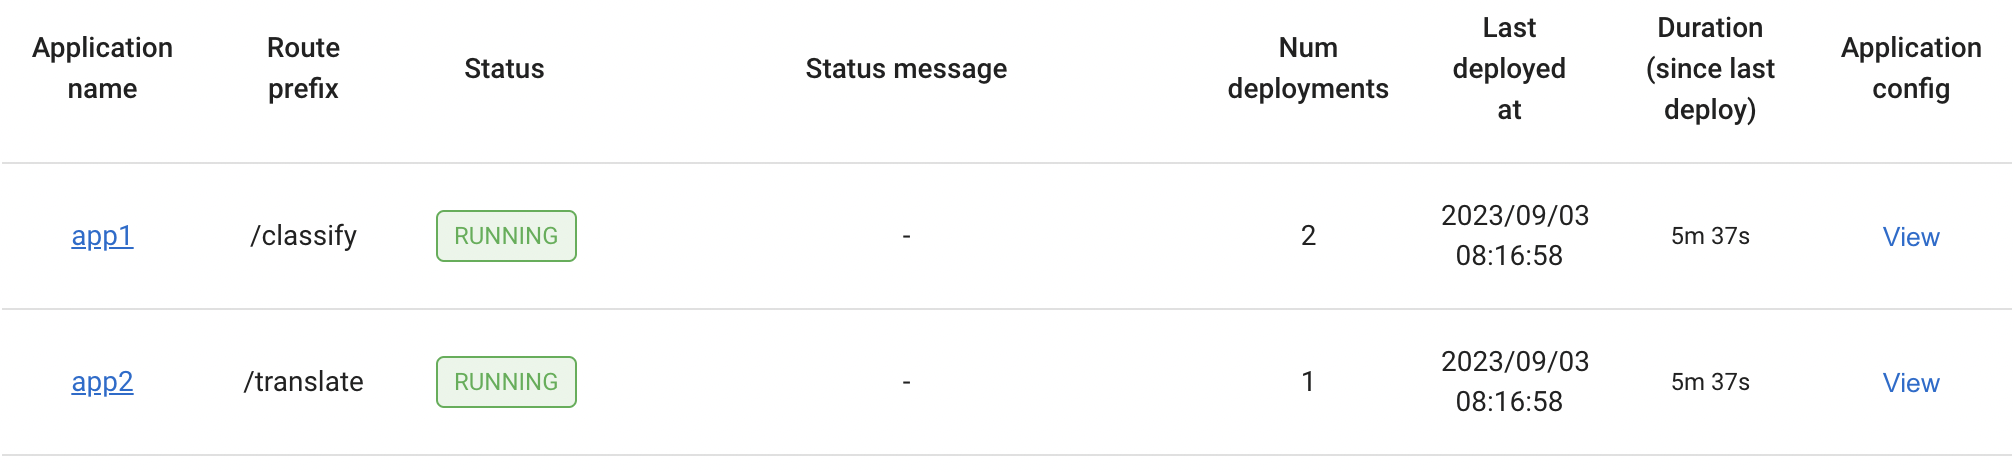 Application name
Route prefix
Status
Status message
Num deployments
Last deployed at
Duration (since last deploy)
Application config
app1
/classify
RUNNING
-
2
2023/09/03
08:16:58
5m 37s
View
app2
/translate
RUNNING
-
1
2023/09/03
08:16:58
5m 37s
View